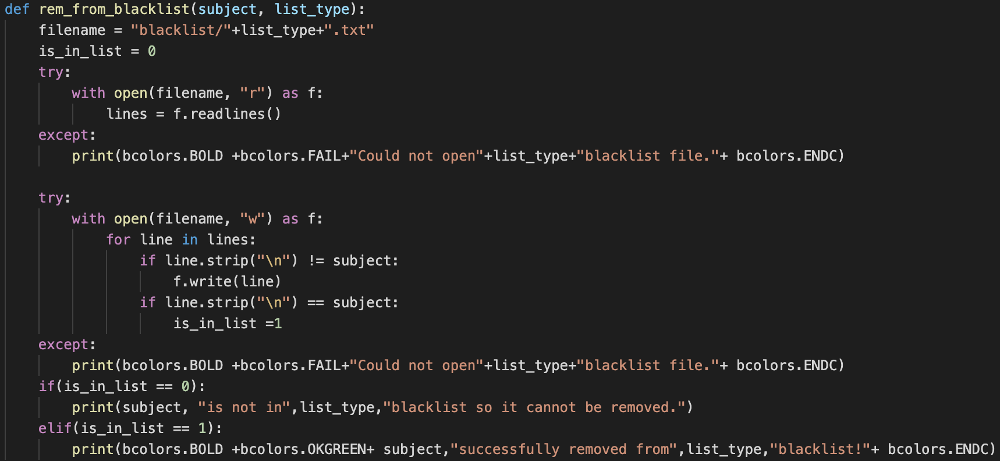 def rem_from_blacklist(subject, list_type):
    filename = "blacklist/"+list_type+".txt"
    is_in_list = 0
    try:
        with open(filename, "r") as f:
            lines = f.readlines()
    except:
        print(bcolors.BOLD +bcolors.FAIL+"Could not open"+list_type+"blacklist file."+ bcolors.ENDC)

    try:
        with open(filename, "w") as f:
            for line in lines:
                if line.strip("\n") != subject:
                    f.write(line)
                if line.strip("\n") == subject:
                    is_in_list =1
    except:
        print(bcolors.BOLD +bcolors.FAIL+"Could not open"+list_type+"blacklist file."+ bcolors.ENDC)
    if(is_in_list == 0):
        print(subject, "is not in",list_type,"blacklist so it cannot be removed.")
    elif(is_in_list == 1):
        print(bcolors.BOLD +bcolors.OKGREEN+ subject,"successfully removed from",list_type,"blacklist!"+ bcolors.ENDC)